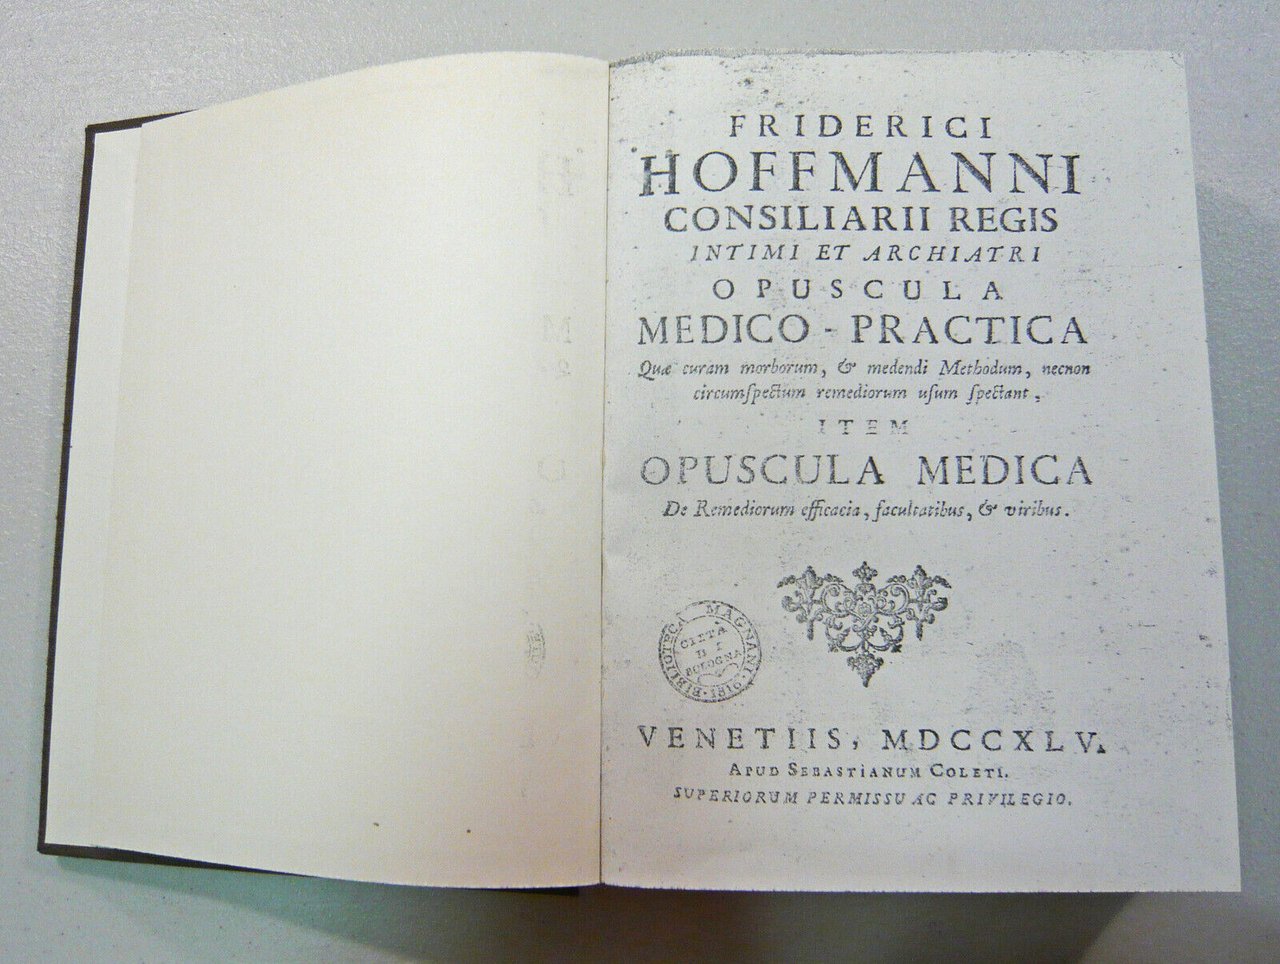 FRIDERICI
HOFFMANNI
CONSILIARII REGIS
INTIMI ET ARCHIATRI
OPUSCULA
MEDICO - PRACTICA
Quæ curam morborum, & medendi Methodum, necnon
circumſpectum remediorum uſum ſpectant,
ITEM
OPUSCULA MEDICA
De Remediorum efficacia, facultatibus, & viribus.
BIBLIOTECA MAGNANI
CITTÀ
DI
BOLOGNA
VENETIIS, MDCCXLV.
APUD SEBASTIANUM COLETI.
SUPERIORUM PERMISSU AC PRIVILEGIO.